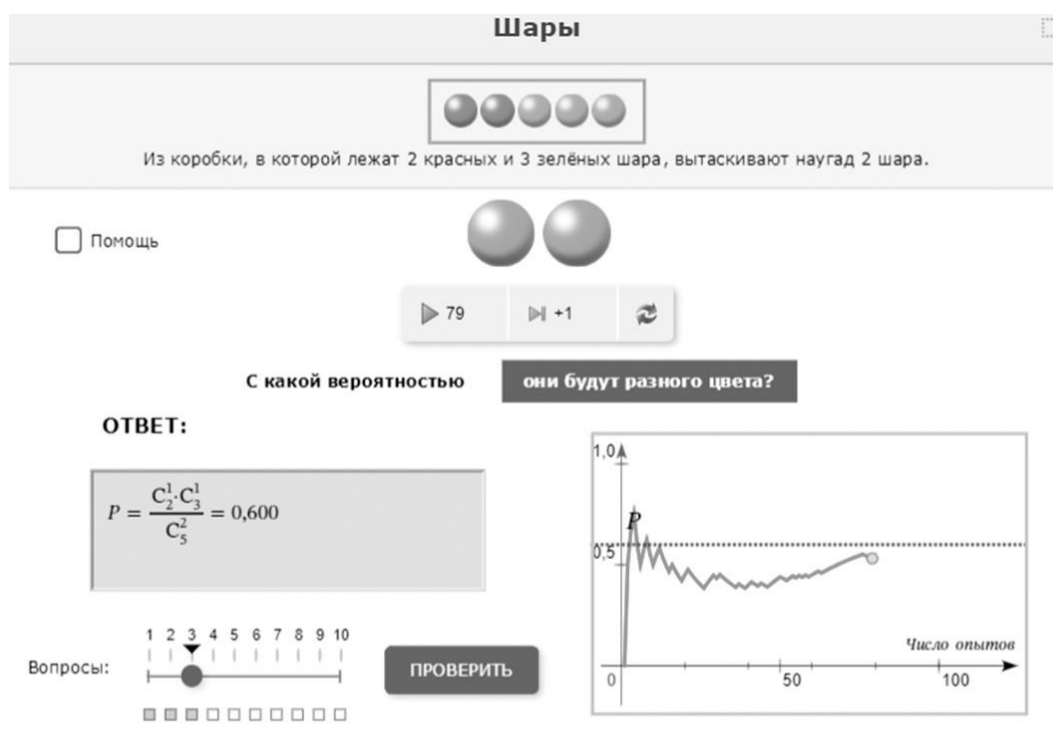 Шары
Из коробки, в которой лежат 2 красных и 3 зелёных шара, вытаскивают наугад 2 шара.
Помощь
79 +1
С какой вероятностью они будут разного цвета?
ОТВЕТ:
P = C₂¹·C₃¹ / C₅² = 0,600
1,0
P
0,5
Число опытов
0 50 100
1 2 3 4 5 6 7 8 9 10
Вопросы:
ПРОВЕРИТЬ